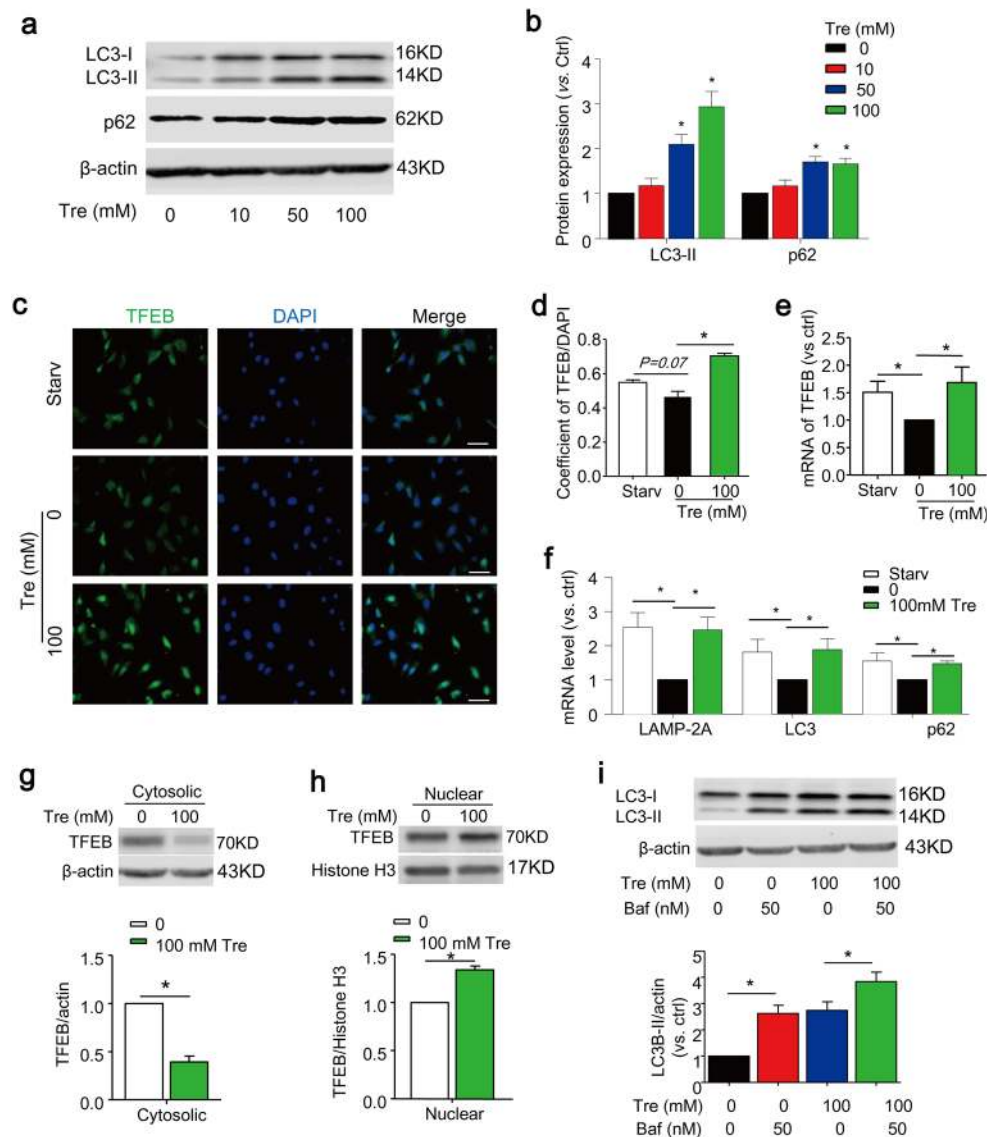 a
LC3-I 16KD
LC3-II 14KD
p62 62KD
β-actin 43KD
Tre (mM) 0 10 50 100
b
Tre (mM)
0
10
50
100
Protein expression (vs. Ctrl)
4
3
2
1
0
* * * *
LC3-II p62
c
TFEB DAPI Merge
Starv
Tre (mM)
0
100
d
Coefficient of TFEB/DAPI
0.8
0.6
0.4
0.2
0.0
P=0.07 *
Starv 0 100
Tre (mM)
e
mRNA of TFEB (vs ctrl)
2.0
1.5
1.0
0.5
0.0
* *
Starv 0 100
Tre (mM)
f
Starv
0
100mM Tre
mRNA level (vs. ctrl)
4
3
2
1
0
* * * * * *
LAMP-2A LC3 p62
g
Cytosolic
Tre (mM) 0 100
TFEB 70KD
β-actin 43KD
0
100 mM Tre
TFEB/actin
1.5
1.0
0.5
0.0
*
Cytosolic
h
Nuclear
Tre (mM) 0 100
TFEB 70KD
Histone H3 17KD
0
100 mM Tre
TFEB/Histone H3
1.5
1.0
0.5
0.0
*
Nuclear
i
LC3-I 16KD
LC3-II 14KD
β-actin 43KD
Tre (mM) 0 0 100 100
Baf (nM) 0 50 0 50
LC3B-II/actin
(vs. ctrl)
5
4
3
2
1
0
* *
Tre (mM) 0 0 100 100
Baf (nM) 0 50 0 50